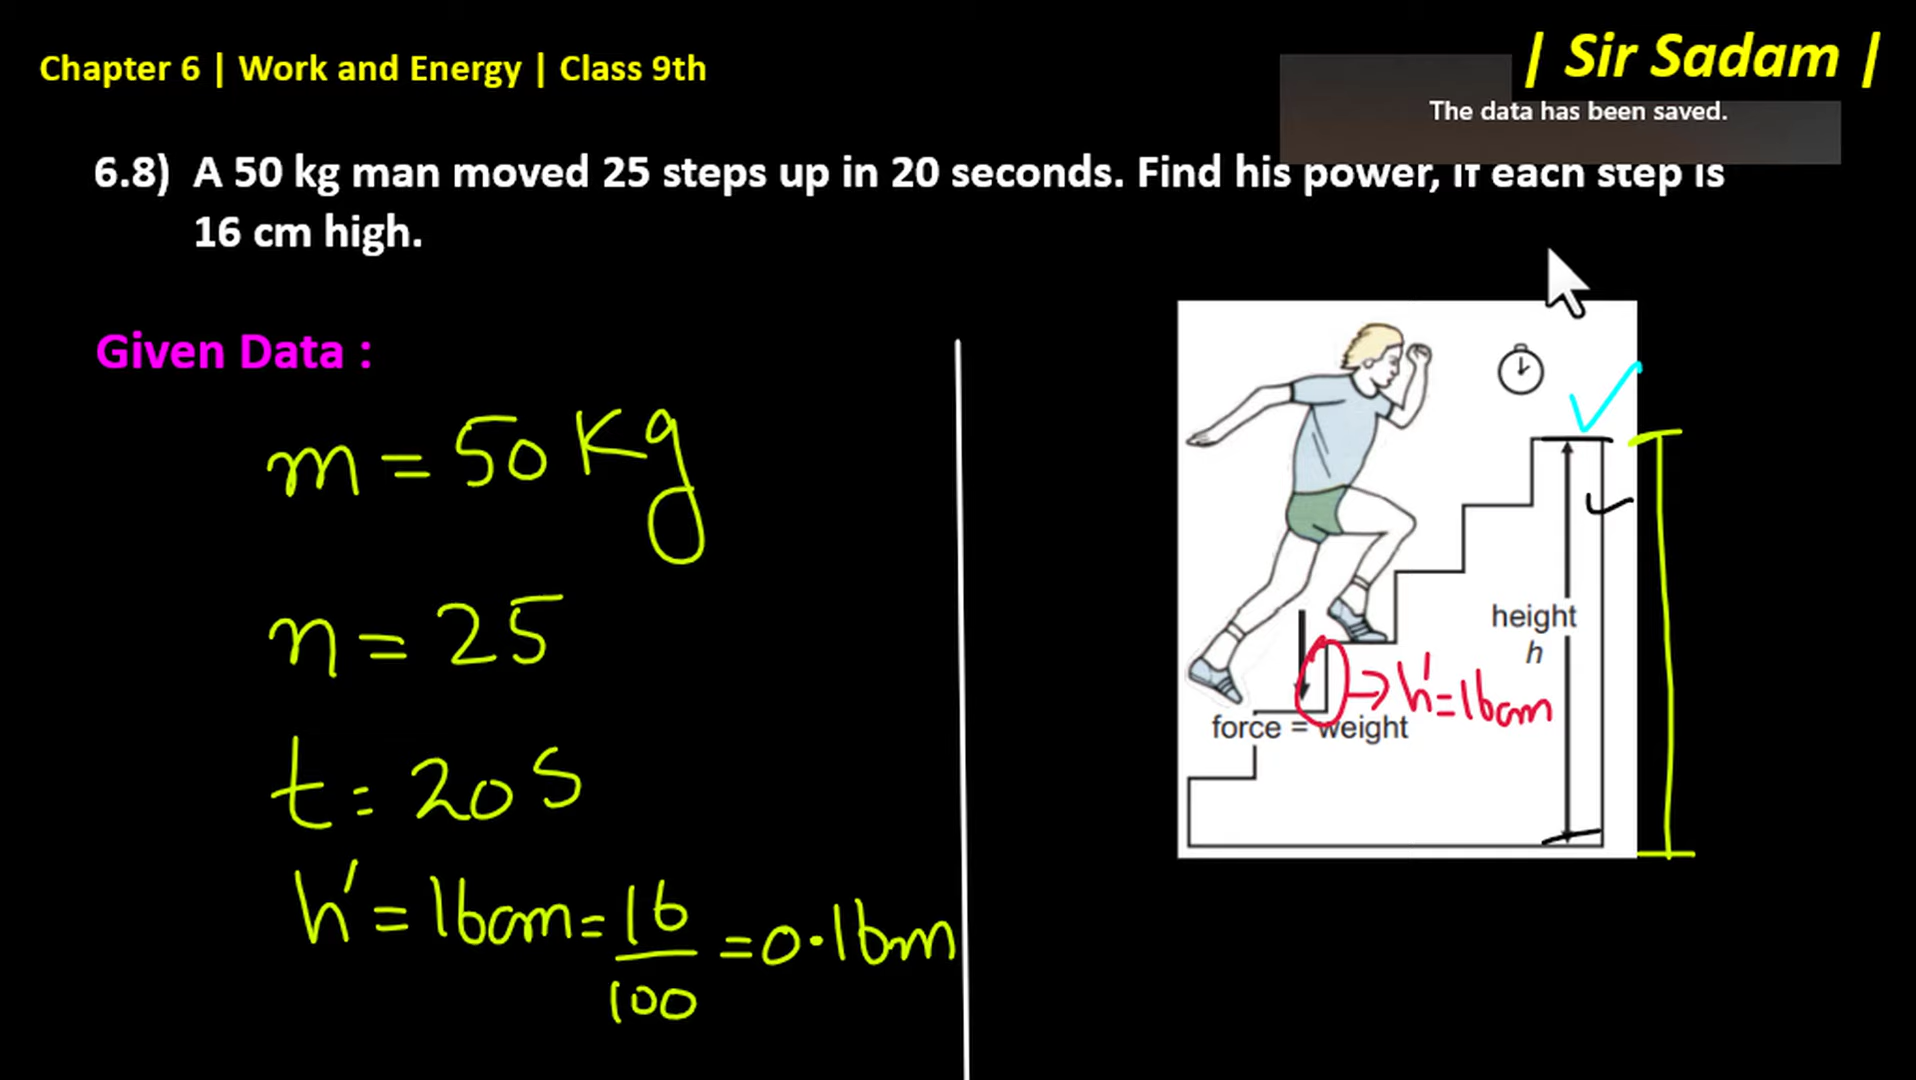 Chapter 6 | Work and Energy | Class 9th
| Sir Sadam |
The data has been saved.
6.8) A 50 kg man moved 25 steps up in 20 seconds. Find his power, if each step is
16 cm high.
Given Data :
m = 50 Kg
n = 25
t = 20 S
h' = 16cm = 16/100 = 0.16m
height
h
h' = 16cm
force = weight